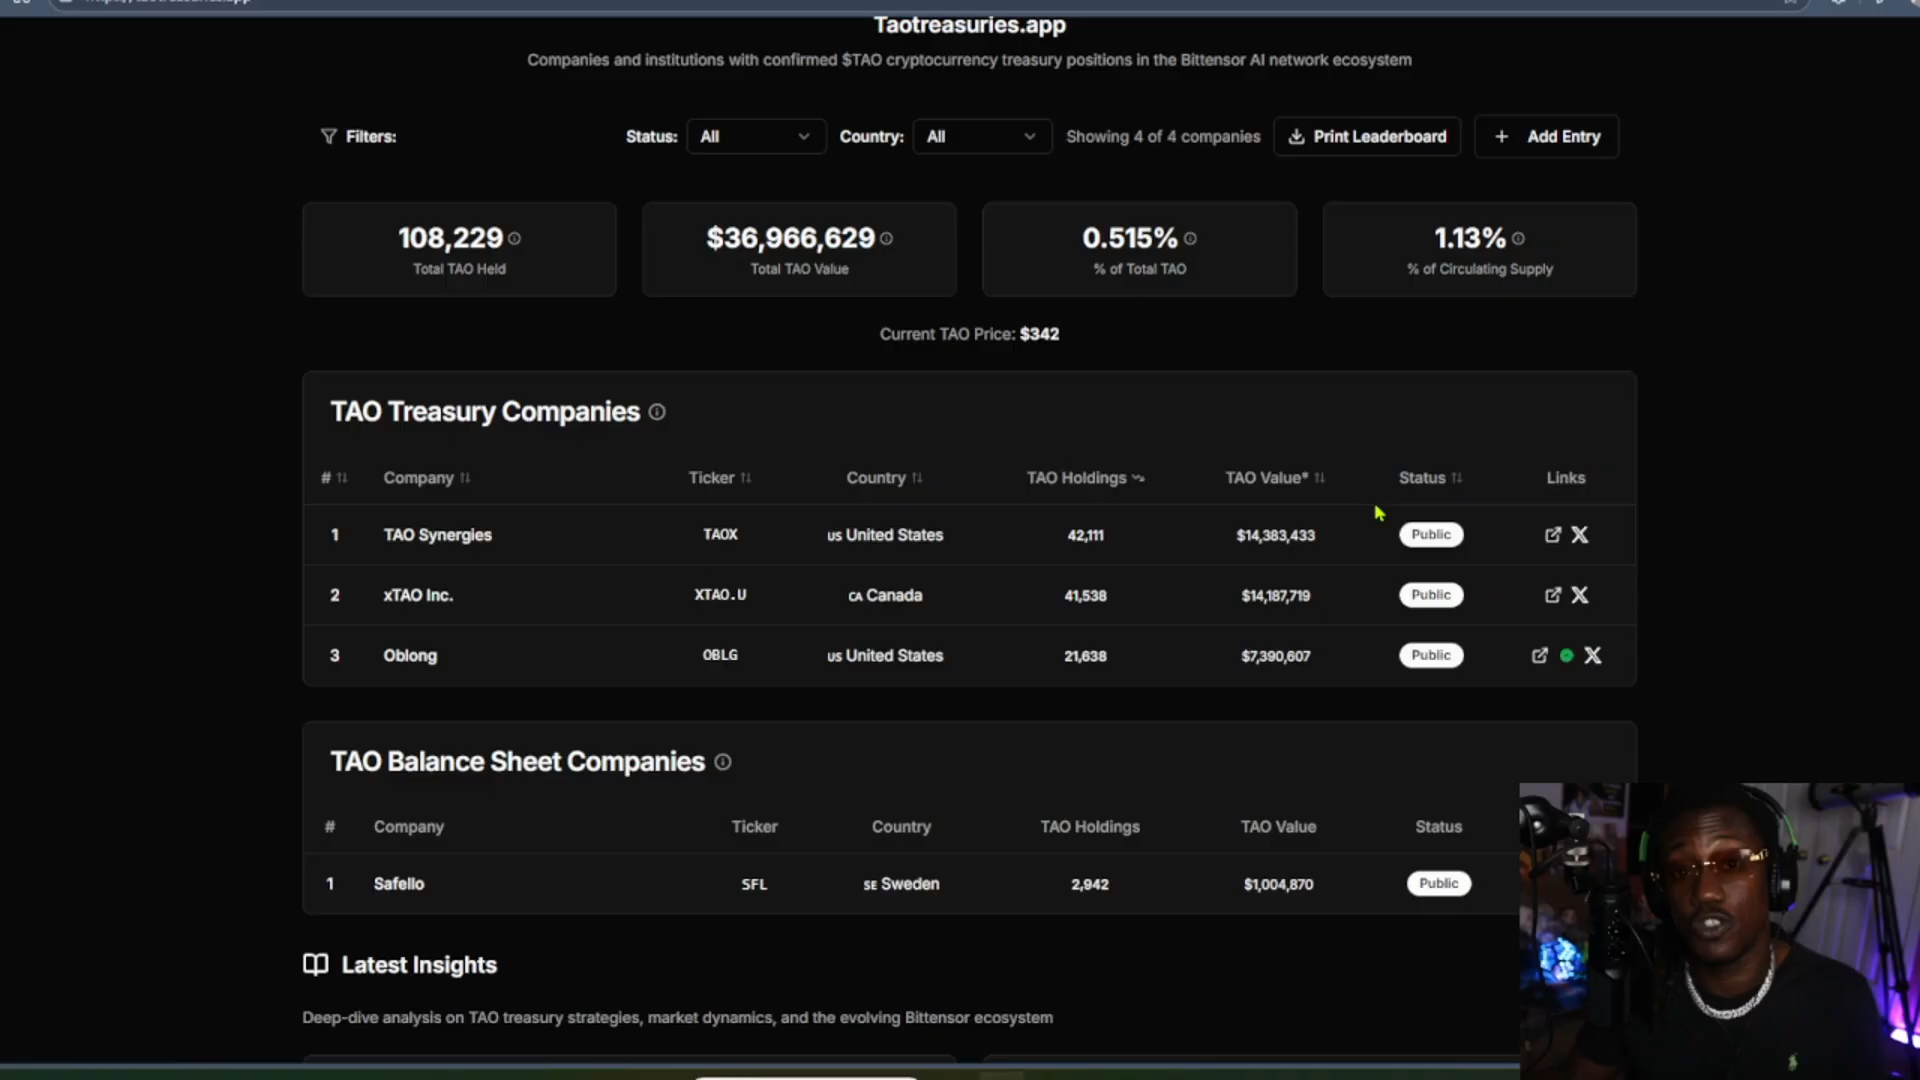 Taotreasuries.app
Companies and institutions with confirmed $TAO cryptocurrency treasury positions in the Bittensor AI network ecosystem
Filters: Status: All Country: All Showing 4 of 4 companies Print Leaderboard + Add Entry
108,229 $36,966,629 0.515% 1.13%
Total TAO Held Total TAO Value % of Total TAO % of Circulating Supply
Current TAO Price: $342
TAO Treasury Companies
# Company Ticker Country TAO Holdings TAO Value* Status Links
1 TAO Synergies TAOX US United States 42,111 $14,383,433 Public
2 xTAO Inc. XTAO.U CA Canada 41,538 $14,187,719 Public
3 Oblong OBLG US United States 21,638 $7,390,607 Public
TAO Balance Sheet Companies
# Company Ticker Country TAO Holdings TAO Value Status
1 Safello SFL SE Sweden 2,942 $1,004,870 Public
Latest Insights
Deep-dive analysis on TAO treasury strategies, market dynamics, and the evolving Bittensor ecosystem